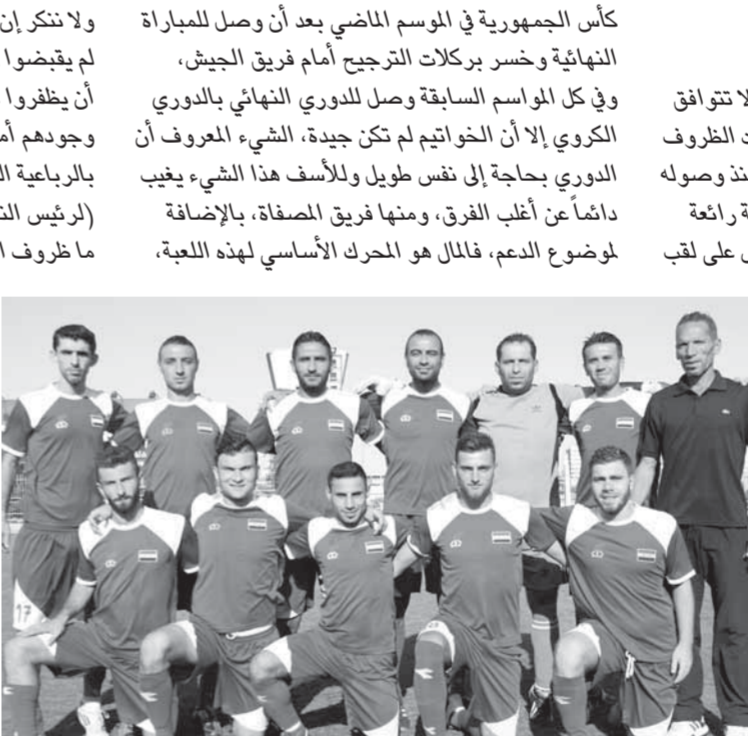 لا تتوافق
الظروف
منذ وصوله
رائعة
على لقب
كأس الجمهورية في الموسم الماضي بعد أن وصل للمباراة
النهائية وخسر بركلات الترجيح أمام فريق الجيش،
وفي كل المواسم السابقة وصل للدوري النهائي بالدوري
الكروي إلا أن الخواتيم لم تكن جيدة، الشيء المعروف أن
الدوري بحاجة إلى نفس طويل وللأسف هذا الشيء يغيب
دائماً عن أغلب الفرق، ومنها فريق المصفاة، بالإضافة
لموضوع الدعم، فالمال هو المحرك الأساسي لهذه اللعبة،
ولا ننكر إن
لم يقبضوا
أن يظفروا
وجودهم
بالرباعية
(لرئيس
ما ظروف
17